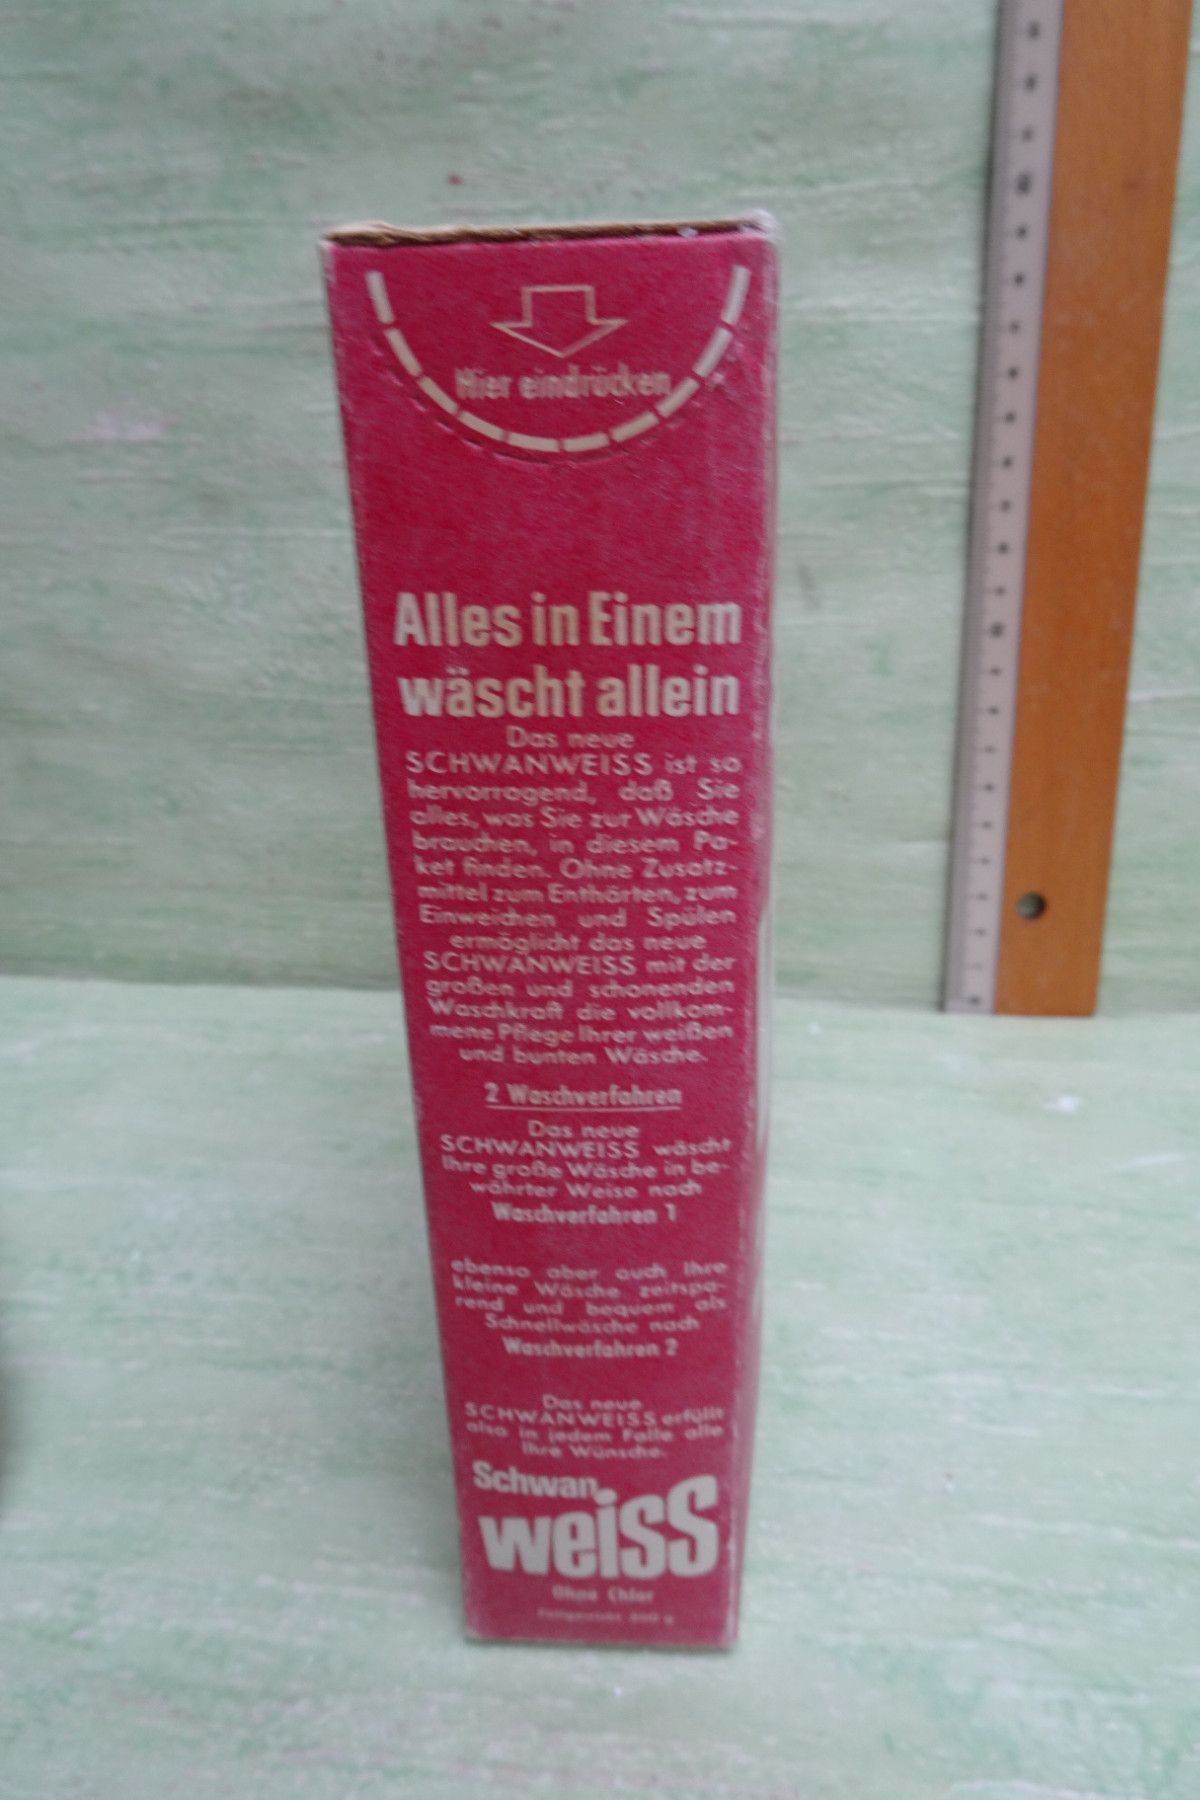 Hier eindrücken
Alles in Einem
wäscht allein
Das neue
SCHWANWEISS ist so
hervorragend, daß Sie
alles, was Sie zur Wäsche
brauchen, in diesem Pa-
ket finden. Ohne Zusatz-
mittel zum Enthärten, zum
Einweichen und Spülen
ermöglicht das neue
SCHWANWEISS mit der
großen und schonenden
Waschkraft die vollkom-
mene Pflege Ihrer weißen
und bunten Wäsche.
2 Waschverfahren
Das neue
SCHWANWEISS wäscht
Ihre große Wäsche in be-
währter Weise nach
Waschverfahren 1
ebenso aber auch Ihre
kleine Wäsche zeitspa-
rend und bequem als
Schnellwäsche nach
Waschverfahren 2
Das neue
SCHWANWEISS erfüllt
also in jedem Falle alle
Ihre Wünsche.
Schwan
weiss
Ohne Chlor